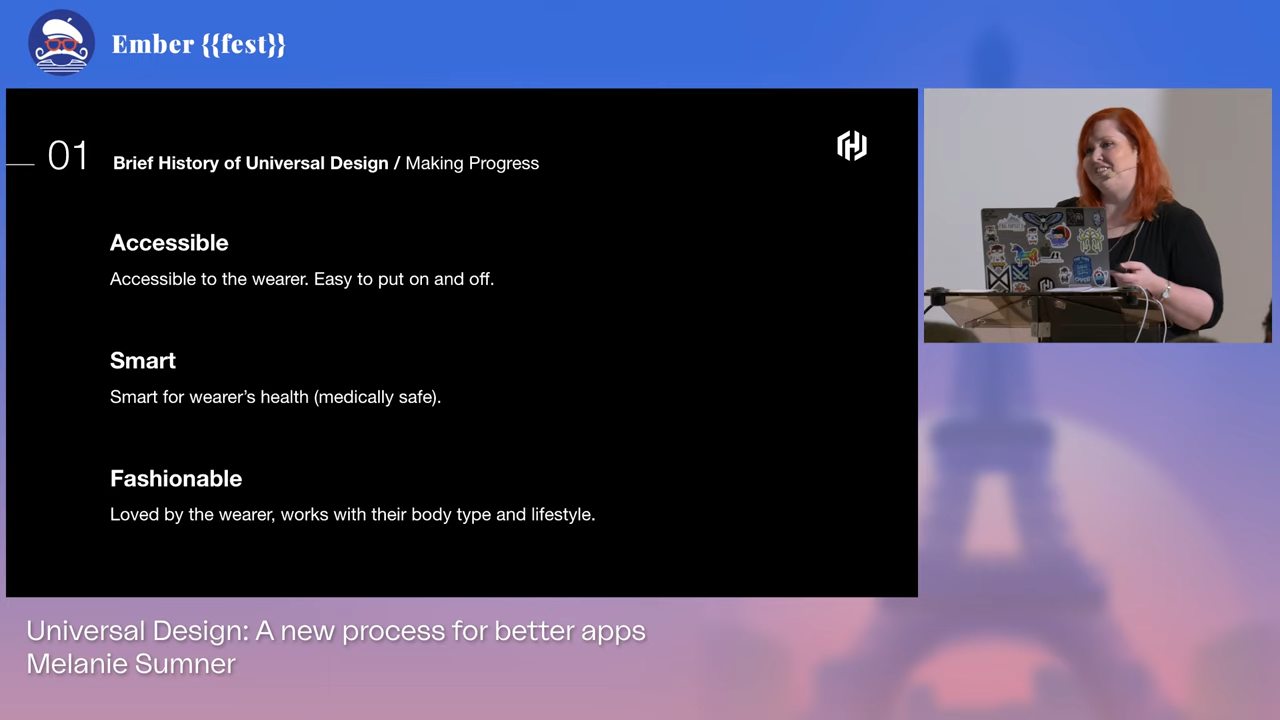 Ember {{fest}}
01
Brief History of Universal Design / Making Progress
Accessible
Accessible to the wearer. Easy to put on and off.
Smart
Smart for wearer’s health (medically safe).
Fashionable
Loved by the wearer, works with their body type and lifestyle.
Universal Design: A new process for better apps
Melanie Sumner